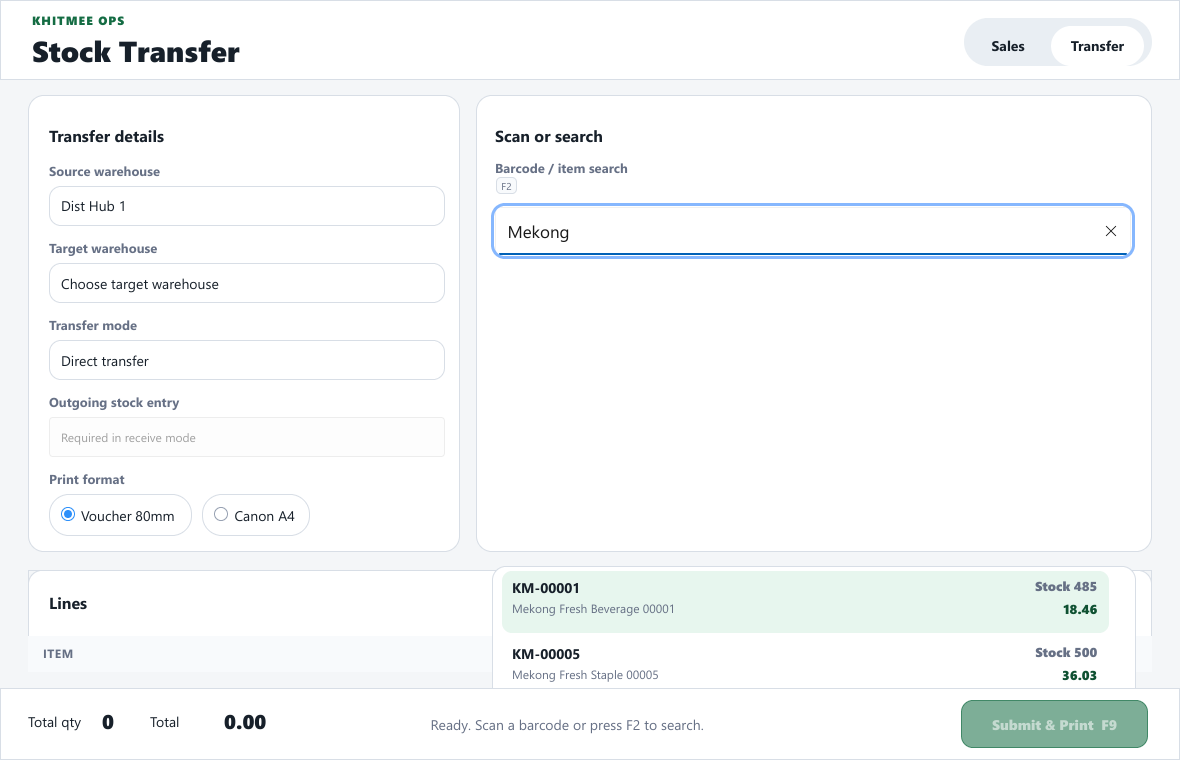 KHITMEE OPS
Stock Transfer
Sales
Transfer
Transfer details
Source warehouse
Dist Hub 1
Target warehouse
Choose target warehouse
Transfer mode
Direct transfer
Outgoing stock entry
Required in receive mode
Print format
Voucher 80mm
Canon A4
Scan or search
Barcode / item search
F2
Mekong
Lines
ITEM
KM-00001
Stock 485
Mekong Fresh Beverage 00001
18.46
KM-00005
Stock 500
Mekong Fresh Staple 00005
36.03
Total qty 0 Total 0.00
Ready. Scan a barcode or press F2 to search.
Submit & Print F9